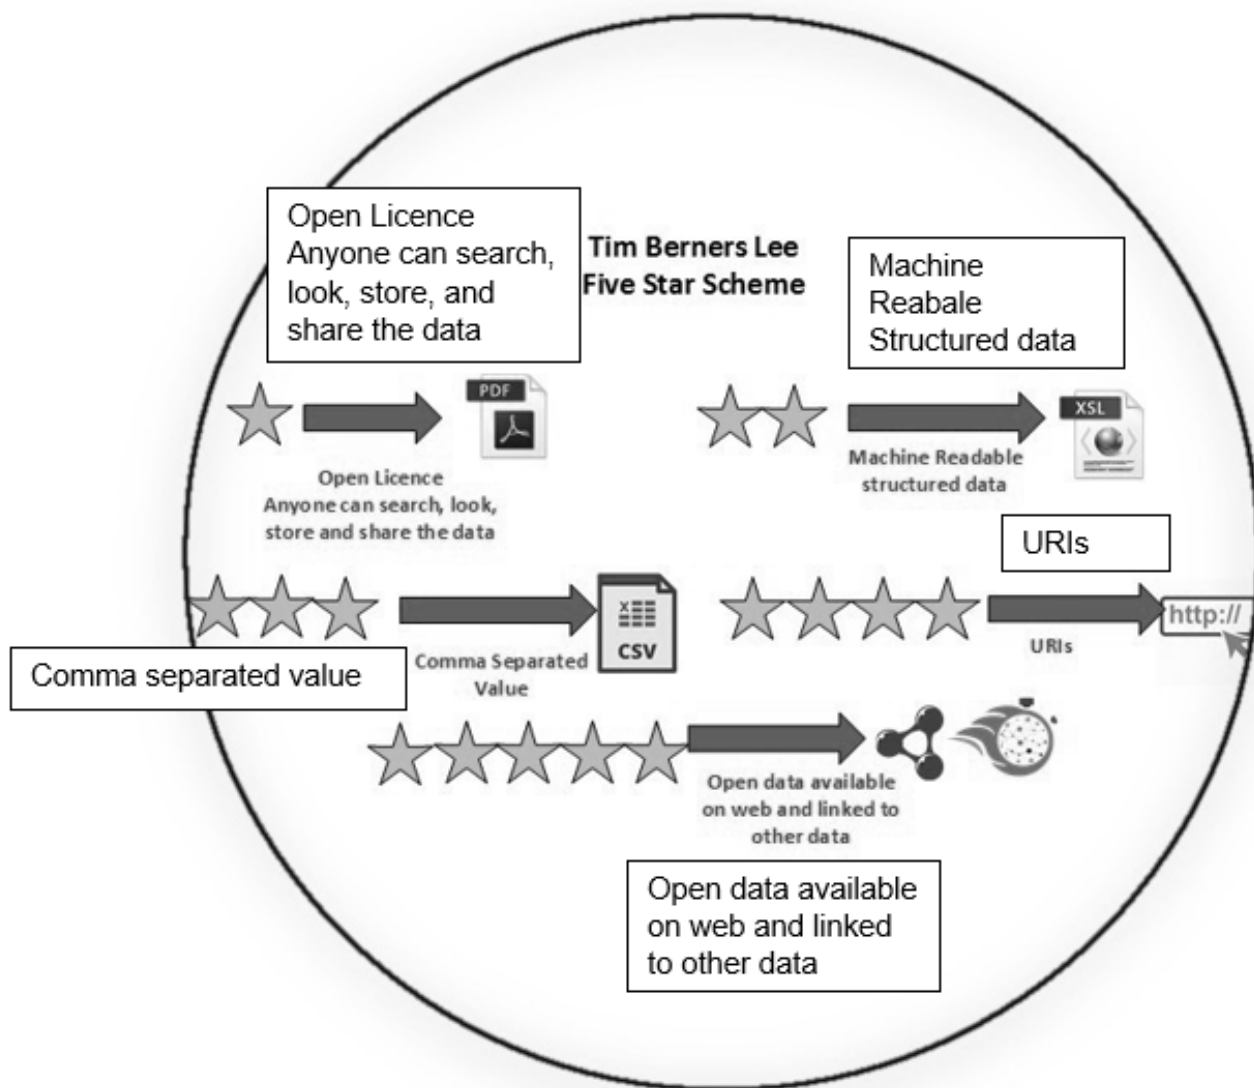 Tim Berners Lee
Five Star Scheme
Open Licence
Anyone can search,
look, store, and
share the data
Machine
Reabale
Structured data
PDF
Open Licence
Anyone can search, look,
store and share the data
XSL
Machine Readable
structured data
Comma separated value
Comma Separated
Value
CSV
URIs
URIs
http://
Open data available
on web and linked to
other data
Open data available
on web and linked
to other data